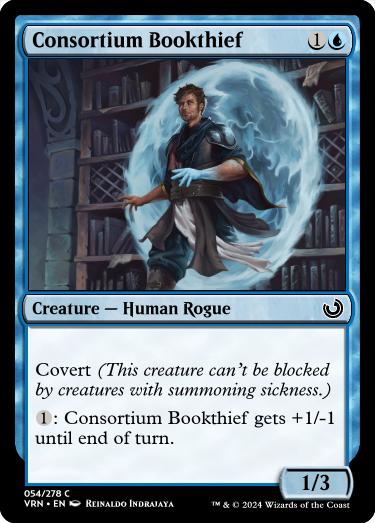 Consortium Bookthief 1
Creature — Human Rogue
Covert (This creature can't be blocked
by creatures with summoning sickness.)
1: Consortium Bookthief gets +1/-1
until end of turn.
1/3
054/278 C
VRN • EN Reinaldo Indrajaya
™ & © 2024 Wizards of the Coast